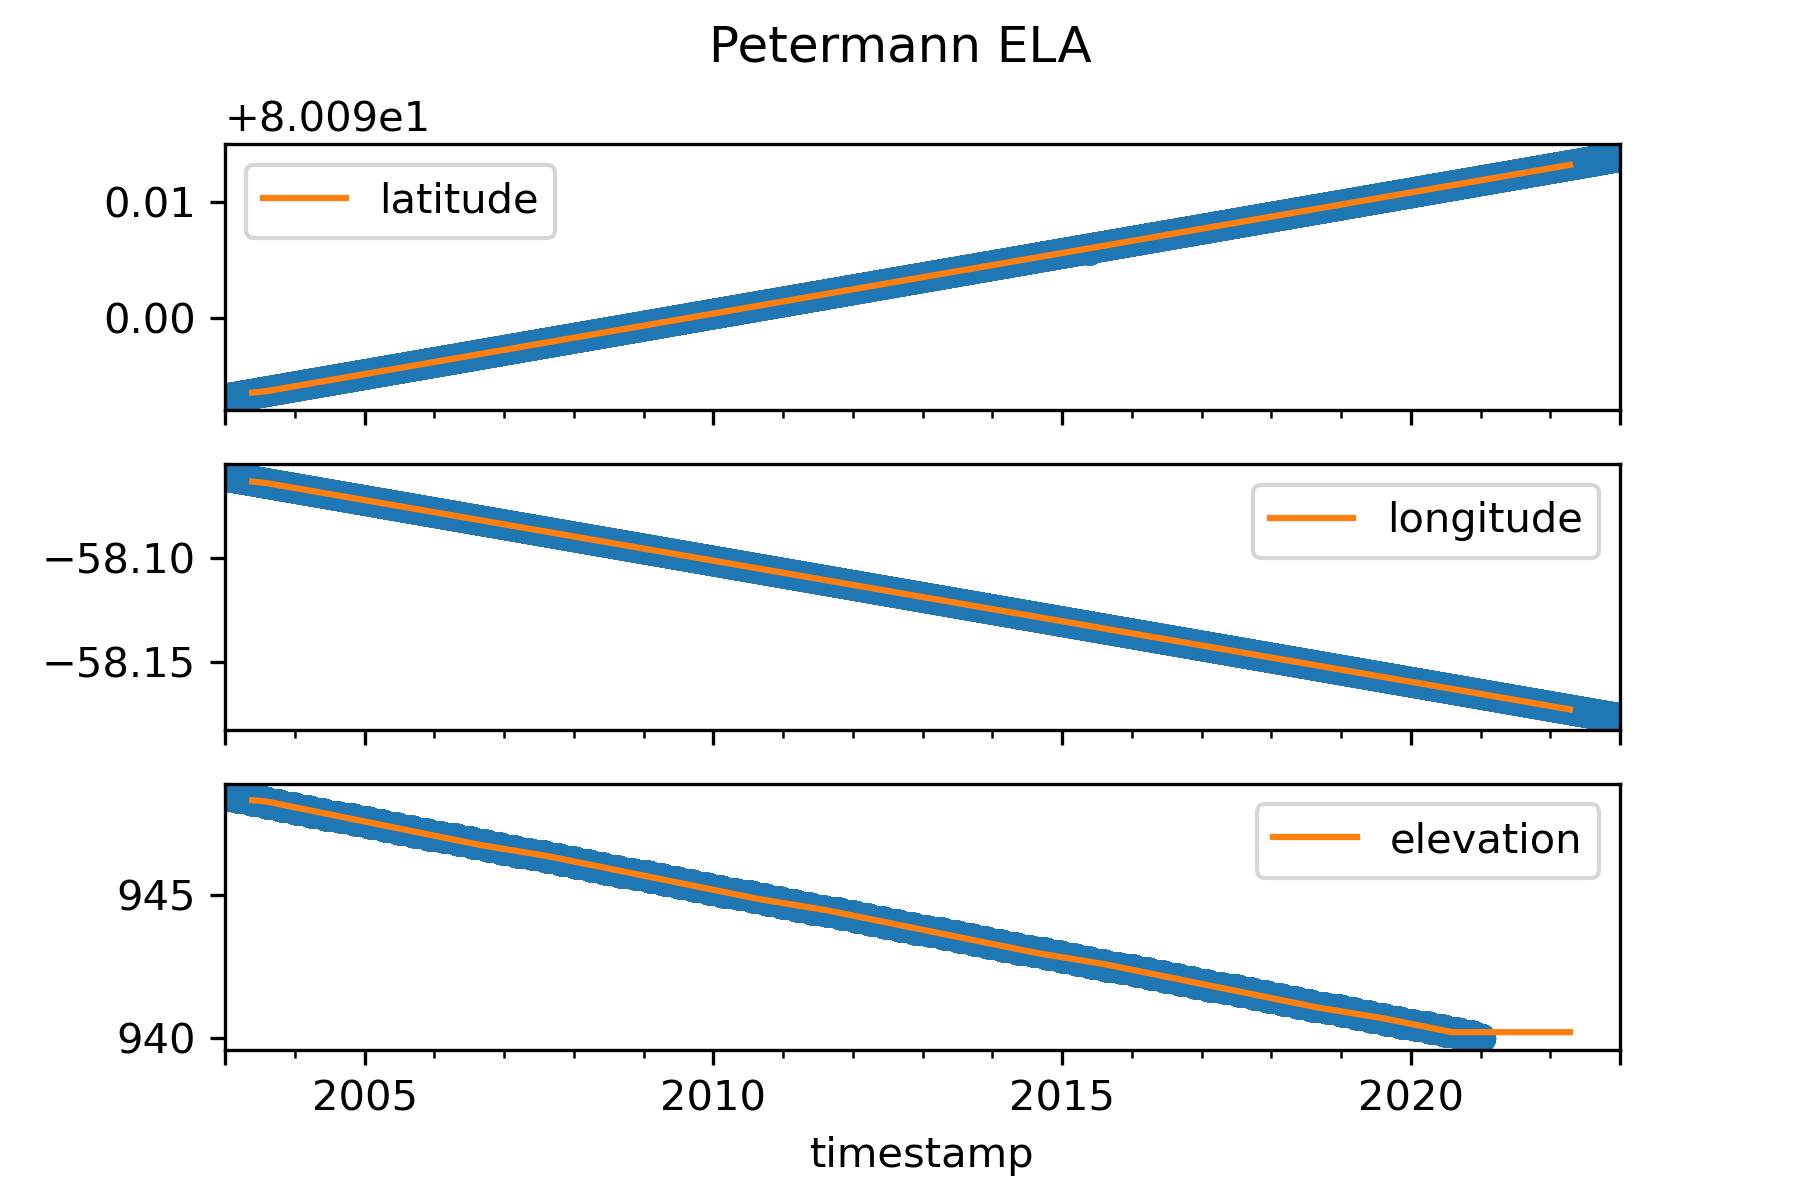 Petermann ELA
+8.009e1
0.01
0.00
latitude
−58.10
−58.15
longitude
945
940
elevation
2005 2010 2015 2020
timestamp